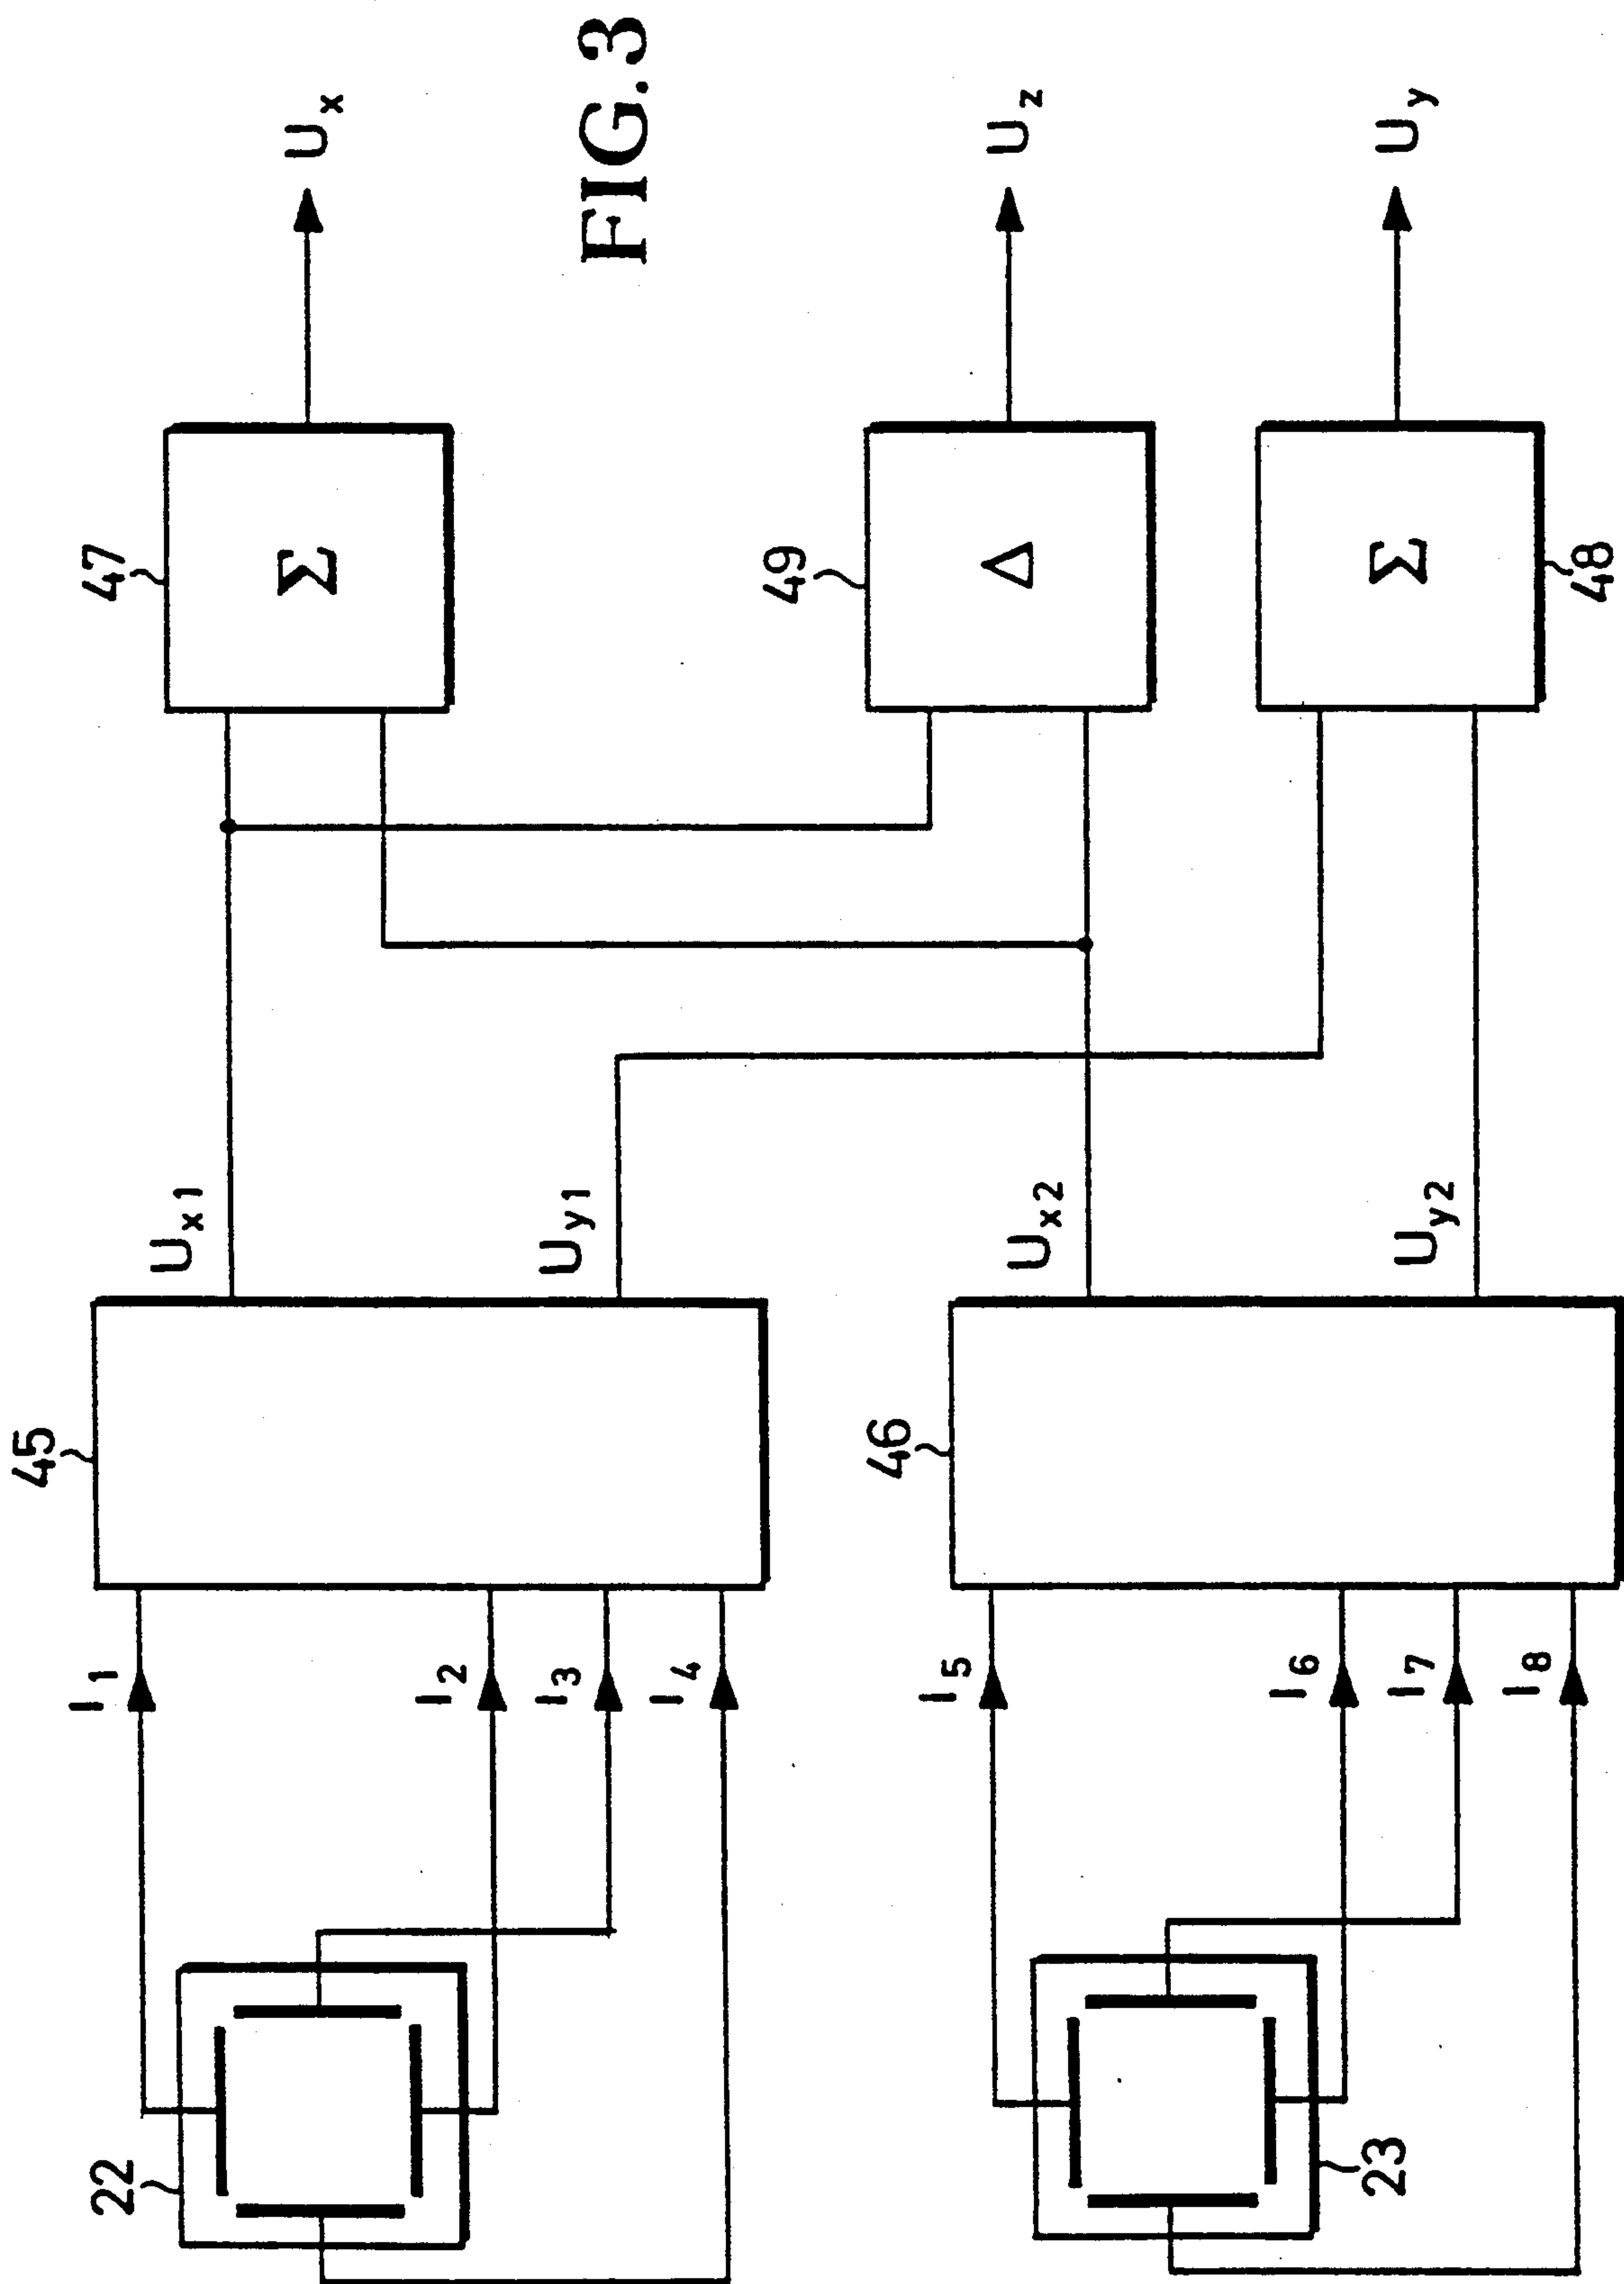 FIG.3
22
I1
I2
I3
I4
45
Ux1
Uy1
47
Σ
Ux
49
Δ
Uz
23
I5
I6
I7
I8
46
Ux2
Uy2
48
Σ
Uy